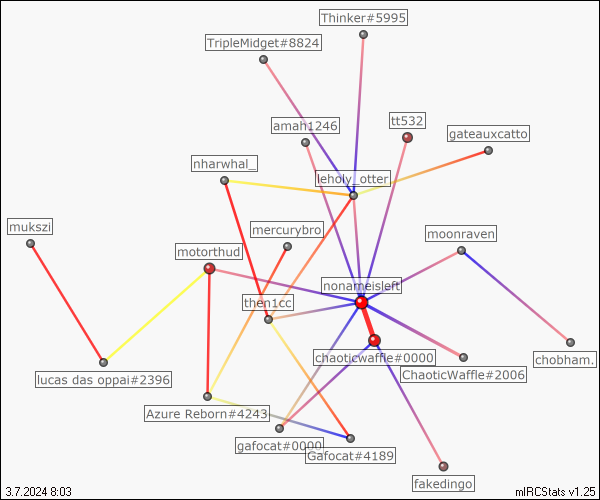 Thinker#5995
TripleMidget#8824
amah1246
tt532
gateauxcatto
nharwhal_
leholy_otter
mukszi
mercurybro
moonraven
motorthud
nonameisleft
then1cc
chaoticwaffle#0000
chobham.
lucas das oppai#2396
ChaoticWaffle#2006
Azure Reborn#4243
gafocat#0000
Gafocat#4189
fakedingo
3.7.2024 8:03
mIRCStats v1.25